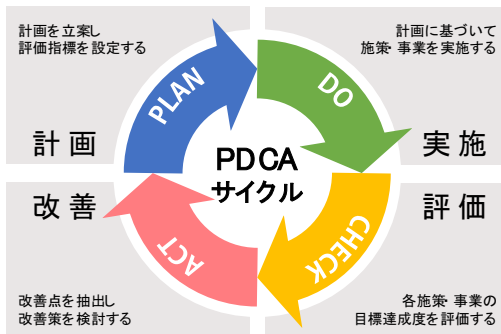 計画を立案し
評価指標を設定する
計画に基づいて
施策・事業を実施する
PLAN
DO
計画
実施
PDCA
サイクル
改善
評価
ACT
CHECK
改善点を抽出し
改善策を検討する
各施策・事業の
目標達成度を評価する